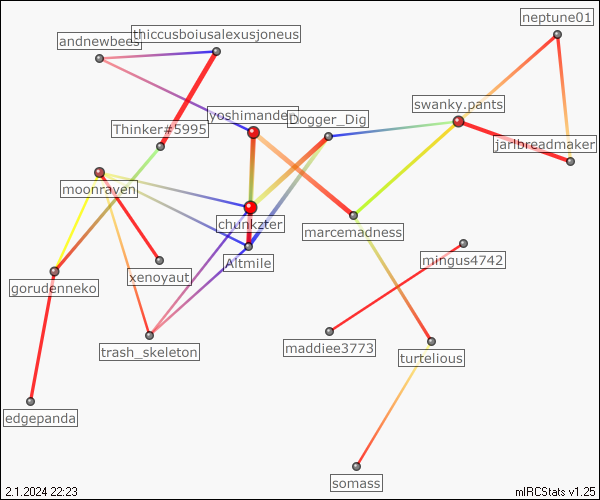 neptune01
thiccusboiusalexusjoneus
andnewbees
swanky.pants
yoshimander
Dogger_Dig
Thinker#5995
jarlbreadmaker
moonraven
chunkzter
marcemadness
mingus4742
Altmile
xenoyaut
gorudenneko
trash_skeleton
maddiee3773
turtelious
edgepanda
somass
2.1.2024 22:23
mIRCStats v1.25